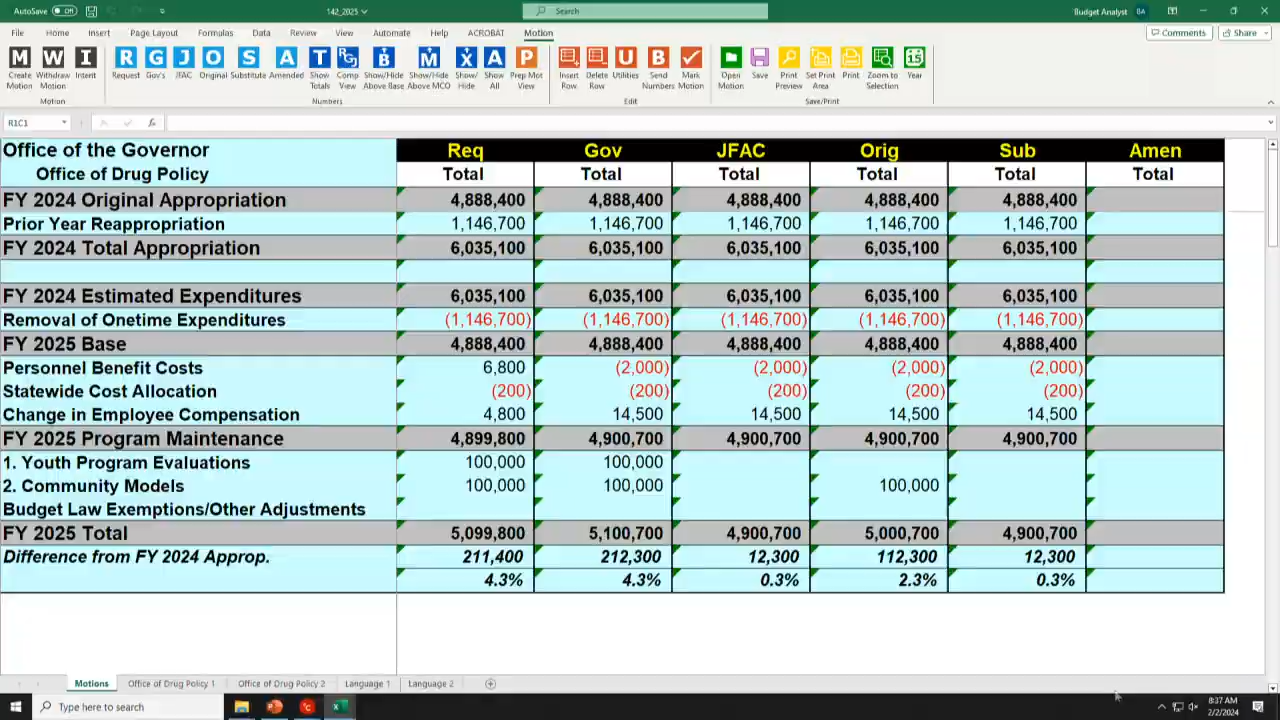 AutoSave Off 142_2025 Search Budget Analyst BA
File Home Insert Page Layout Formulas Data Review View Automate Help ACROBAT Motion Comments Share
M W I R G J O S A T RG B M X A P U B 15
Create Motion Withdraw Motion Intent Request Gov's JFAC Original Substitute Amended Show Totals Comp View Show/Hide Above Base Show/Hide Above MCO Show/Hide Show All Prep Mot View Insert Row Delete Row Utilities Send Numbers Mark Motion Open Motion Save Print Preview Set Print Area Print Zoom to Selection Year
Motion Numbers Edit Save/Print
R1C1 fx
Office of the Governor Req Gov JFAC Orig Sub Amen
Office of Drug Policy Total Total Total Total Total Total
FY 2024 Original Appropriation 4,888,400 4,888,400 4,888,400 4,888,400 4,888,400
Prior Year Reappropriation 1,146,700 1,146,700 1,146,700 1,146,700 1,146,700
FY 2024 Total Appropriation 6,035,100 6,035,100 6,035,100 6,035,100 6,035,100
FY 2024 Estimated Expenditures 6,035,100 6,035,100 6,035,100 6,035,100 6,035,100
Removal of Onetime Expenditures (1,146,700) (1,146,700) (1,146,700) (1,146,700) (1,146,700)
FY 2025 Base 4,888,400 4,888,400 4,888,400 4,888,400 4,888,400
Personnel Benefit Costs 6,800 (2,000) (2,000) (2,000) (2,000)
Statewide Cost Allocation (200) (200) (200) (200) (200)
Change in Employee Compensation 4,800 14,500 14,500 14,500 14,500
FY 2025 Program Maintenance 4,899,800 4,900,700 4,900,700 4,900,700 4,900,700
1. Youth Program Evaluations 100,000 100,000
2. Community Models 100,000 100,000 100,000
Budget Law Exemptions/Other Adjustments
FY 2025 Total 5,099,800 5,100,700 4,900,700 5,000,700 4,900,700
Difference from FY 2024 Approp. 211,400 212,300 12,300 112,300 12,300
4.3% 4.3% 0.3% 2.3% 0.3%
Motions Office of Drug Policy 1 Office of Drug Policy 2 Language 1 Language 2
Type here to search 8:37 AM
2/2/2024